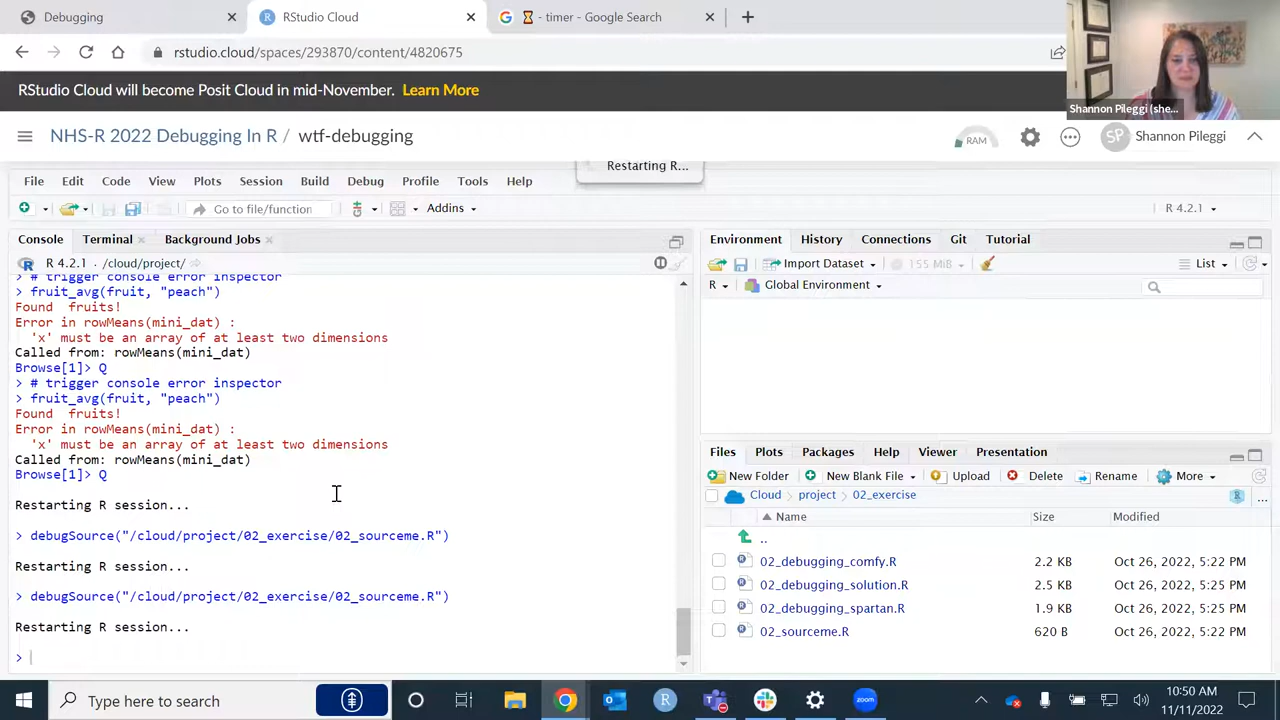 Debugging
RStudio Cloud
- timer - Google Search
rstudio.cloud/spaces/293870/content/4820675
RStudio Cloud will become Posit Cloud in mid-November. Learn More
Shannon Pileggi (she...
NHS-R 2022 Debugging In R / wtf-debugging
RAM
SP
Shannon Pileggi
Restarting R...
File Edit Code View Plots Session Build Debug Profile Tools Help
Go to file/function
Addins
R 4.2.1
Console Terminal Background Jobs
R 4.2.1 . /cloud/project/
# trigger console error inspector
> fruit_avg(fruit, "peach")
Found  fruits!
Error in rowMeans(mini_dat) :
'x' must be an array of at least two dimensions
Called from: rowMeans(mini_dat)
Browse[1]> Q
> # trigger console error inspector
> fruit_avg(fruit, "peach")
Found  fruits!
Error in rowMeans(mini_dat) :
'x' must be an array of at least two dimensions
Called from: rowMeans(mini_dat)
Browse[1]> Q
Restarting R session...
> debugSource("/cloud/project/02_exercise/02_sourceme.R")
Restarting R session...
> debugSource("/cloud/project/02_exercise/02_sourceme.R")
Restarting R session...
>
Environment History Connections Git Tutorial
Import Dataset
155 MiB
List
R
Global Environment
Files Plots Packages Help Viewer Presentation
New Folder New Blank File Upload Delete Rename More
Cloud project 02_exercise
...
Name Size Modified
..
02_debugging_comfy.R 2.2 KB Oct 26, 2022, 5:22 PM
02_debugging_solution.R 2.5 KB Oct 26, 2022, 5:25 PM
02_debugging_spartan.R 1.9 KB Oct 26, 2022, 5:25 PM
02_sourceme.R 620 B Oct 26, 2022, 5:22 PM
Type here to search
zoom
10:50 AM
11/11/2022